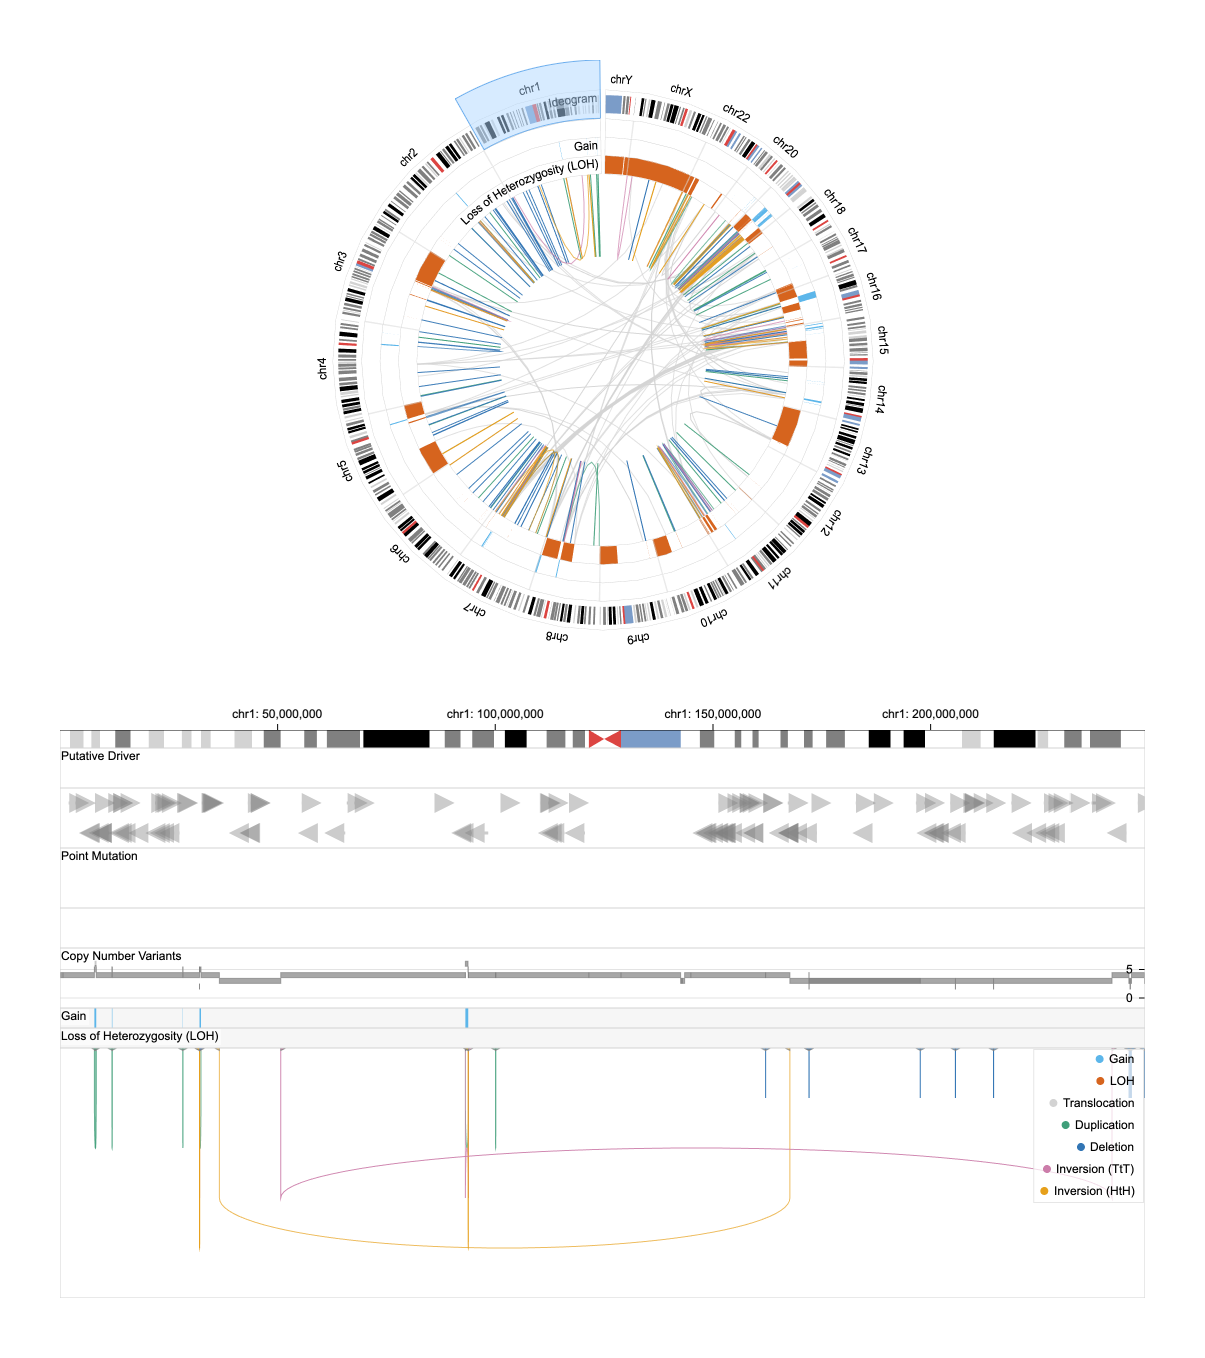 chrY
chrX
chr22
chr20
chr18
chr17
chr16
chr15
chr14
chr13
chr12
chr11
chr10
chr9
chr8
chr7
chr6
chr5
chr4
chr3
chr2
chr1
Ideogram
Gain
Loss of Heterozygosity (LOH)
chr1: 50,000,000
chr1: 100,000,000
chr1: 150,000,000
chr1: 200,000,000
Putative Driver
Point Mutation
Copy Number Variants
5
0
Gain
Loss of Heterozygosity (LOH)
Gain
LOH
Translocation
Duplication
Deletion
Inversion (TtT)
Inversion (HtH)